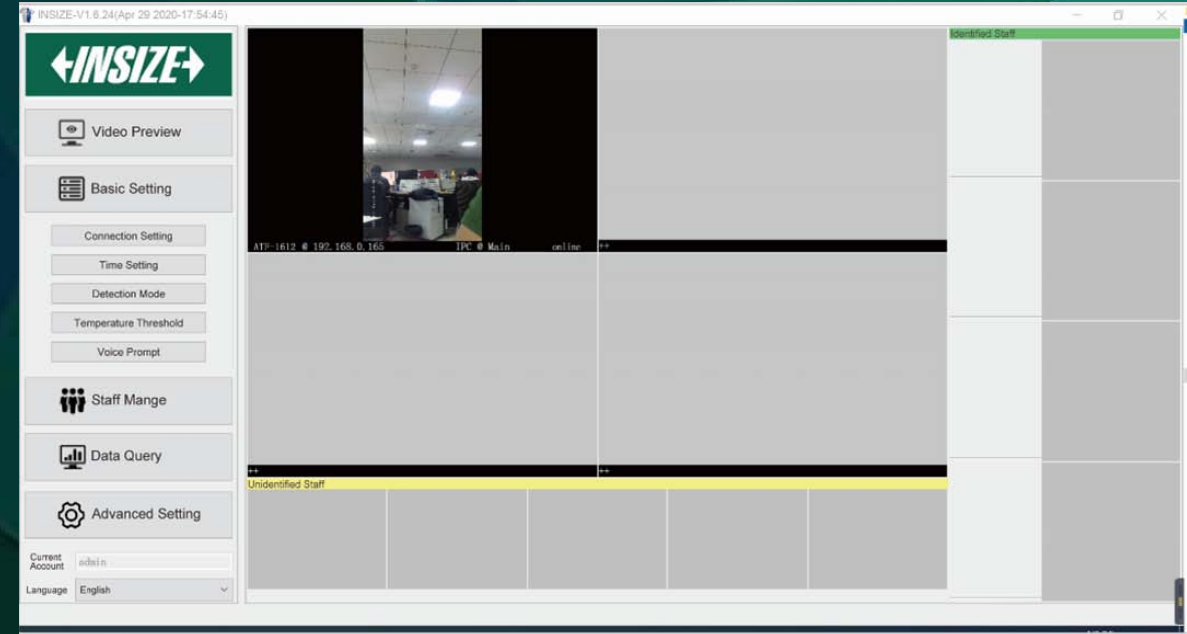 INSIZE-V1.6.24(Apr 29 2020-17:54:45)
INSIZE
Video Preview
Basic Setting
Connection Setting
Time Setting
Detection Mode
Temperature Threshold
Voice Prompt
Staff Mange
Data Query
Advanced Setting
Current Account admin
Language English
ATF-1612 @ 192.168.0.165 IPC @ Main online
++
++
++
Unidentified Staff
Identified Staff